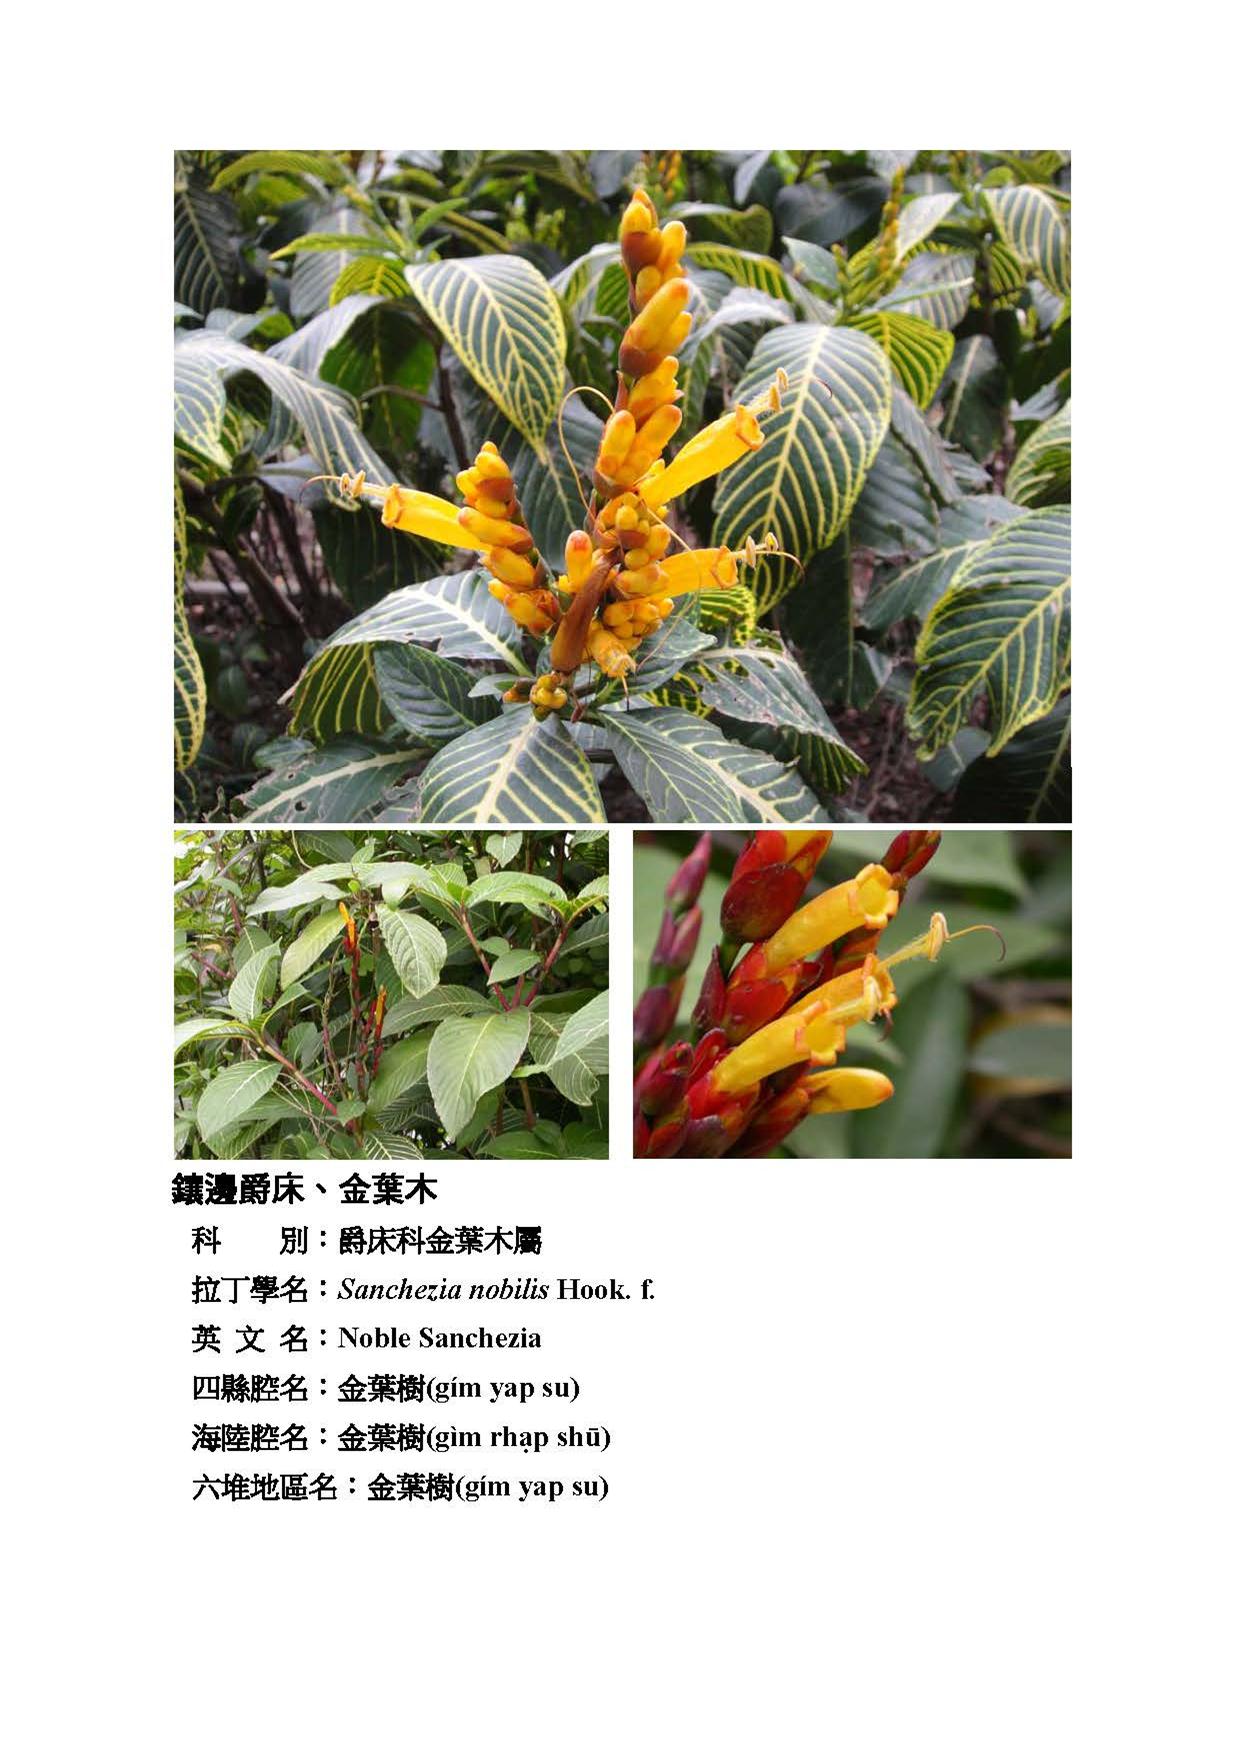 鑲邊爵床、金葉木
科　　別：爵床科金葉木屬
拉丁學名：Sanchezia nobilis Hook. f.
英 文 名：Noble Sanchezia
四縣腔名：金葉樹(gím yap su)
海陸腔名：金葉樹(gìm rha̠p shū)
六堆地區名：金葉樹(gím yap su)